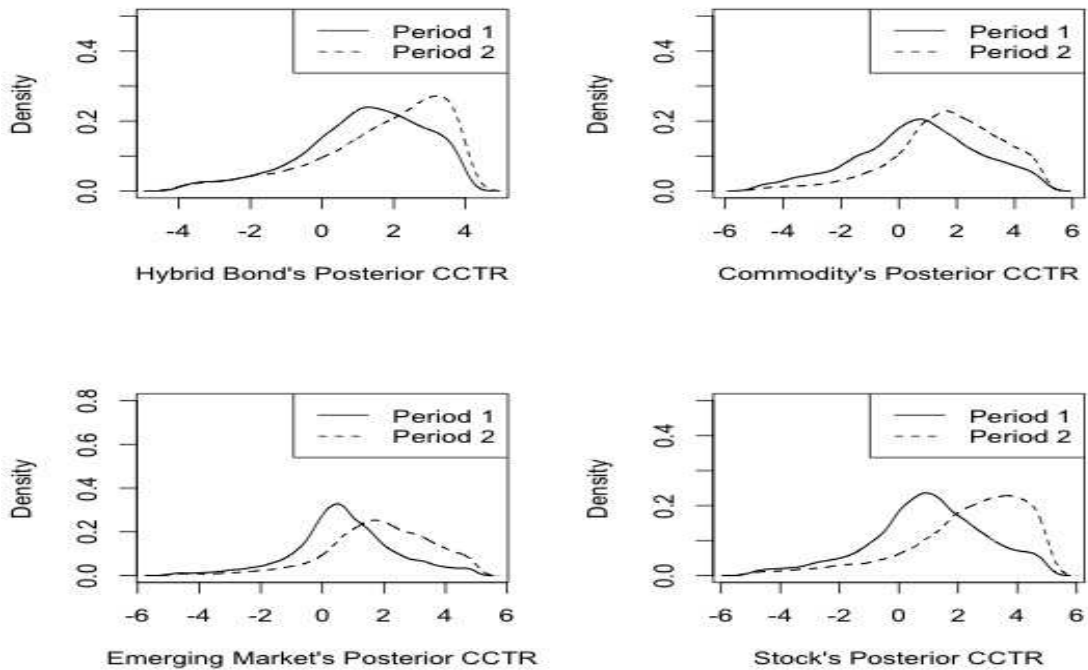 Period 1
Period 2
Density
0.0 0.2 0.4
-4 -2 0 2 4
Hybrid Bond's Posterior CCTR
Period 1
Period 2
Density
0.0 0.2 0.4
-6 -4 -2 0 2 4 6
Commodity's Posterior CCTR
Period 1
Period 2
Density
0.0 0.2 0.4 0.6 0.8
-6 -4 -2 0 2 4 6
Emerging Market's Posterior CCTR
Period 1
Period 2
Density
0.0 0.2 0.4
-6 -4 -2 0 2 4 6
Stock's Posterior CCTR